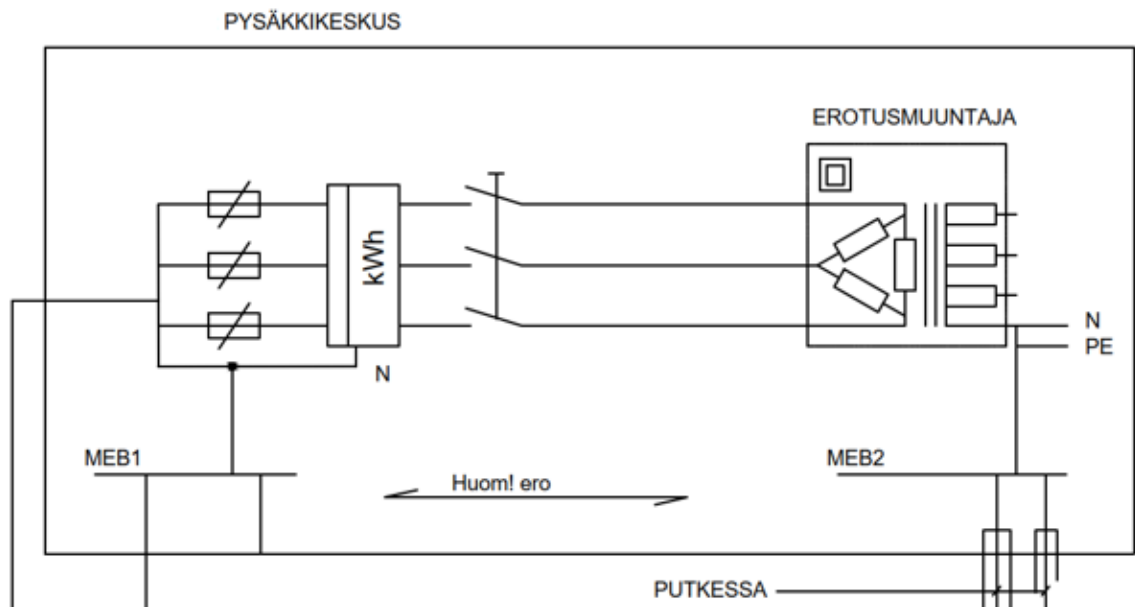 PYSÄKKIKESKUS
EROTUSMUUNTAJA
kWh
N
PE
N
MEB1
MEB2
Huom! ero
PUTKESSA